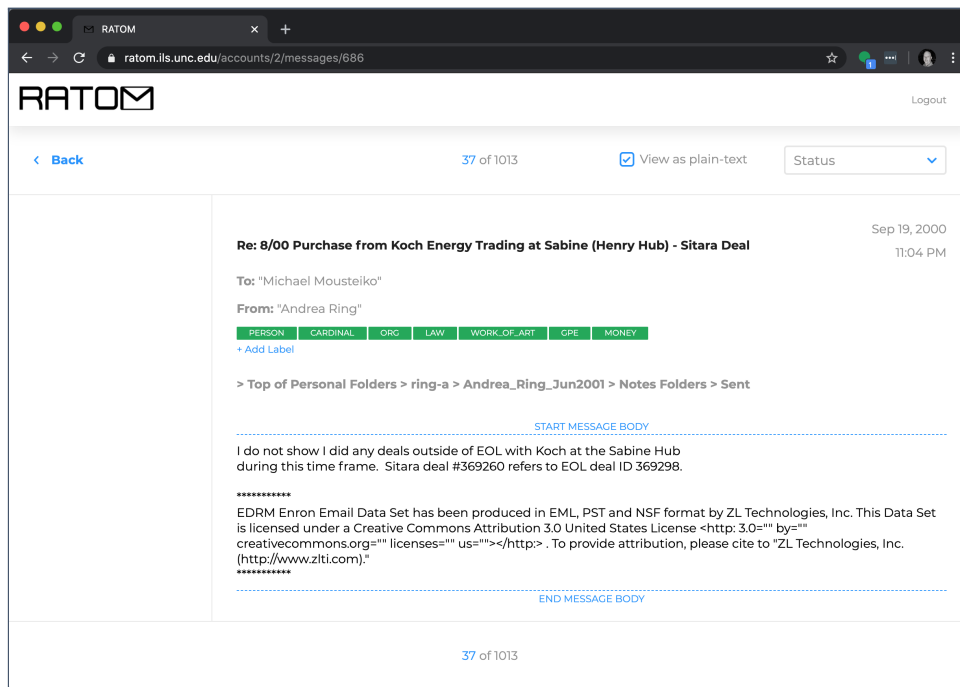 RATOM
ratom.ils.unc.edu/accounts/2/messages/686
1
RATOM
Logout
Back
37 of 1013
View as plain-text
Status
Sep 19, 2000
Re: 8/00 Purchase from Koch Energy Trading at Sabine (Henry Hub) - Sitara Deal
11:04 PM
To: "Michael Mousteiko"
From: "Andrea Ring"
PERSON CARDINAL ORG LAW WORK_OF_ART GPE MONEY
+ Add Label
> Top of Personal Folders > ring-a > Andrea_Ring_Jun2001 > Notes Folders > Sent
START MESSAGE BODY
I do not show I did any deals outside of EOL with Koch at the Sabine Hub
during this time frame.  Sitara deal #369260 refers to EOL deal ID 369298.
***********
EDRM Enron Email Data Set has been produced in EML, PST and NSF format by ZL Technologies, Inc. This Data Set
is licensed under a Creative Commons Attribution 3.0 United States License <http: 3.0="" by=""
creativecommons.org="" licenses="" us=""></http:> . To provide attribution, please cite to "ZL Technologies, Inc.
(http://www.zlti.com)."
***********
END MESSAGE BODY
37 of 1013